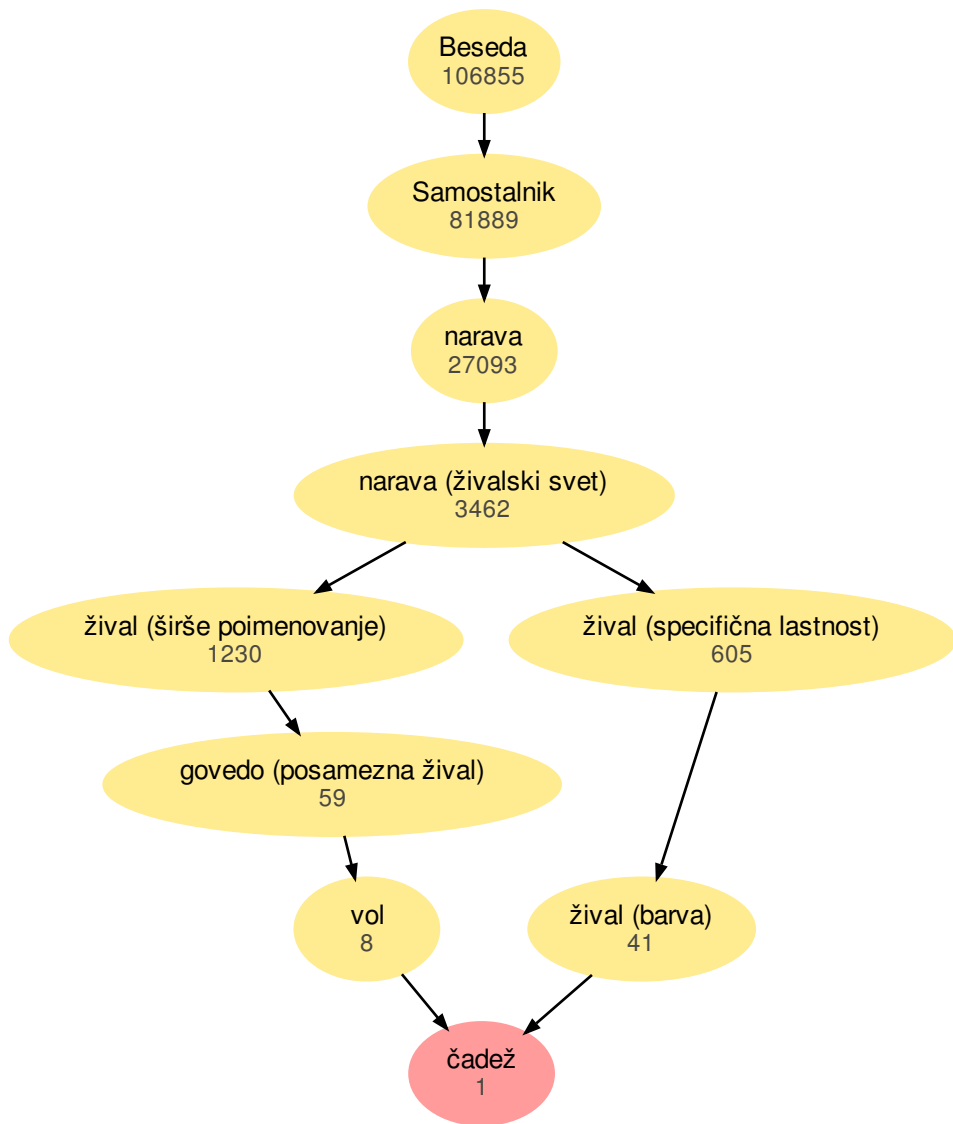 Beseda
106855
Samostalnik
81889
narava
27093
narava (živalski svet)
3462
žival (širše poimenovanje)
1230
žival (specifična lastnost)
605
govedo (posamezna žival)
59
vol
8
žival (barva)
41
čadež
1